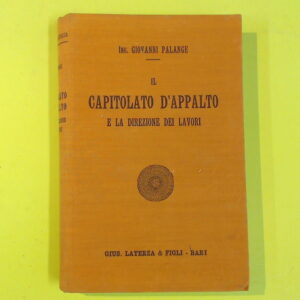 ING. GIOVANNI PALANGE
IL
CAPITOLATO D'APPALTO
E LA DIREZIONE DEI LAVORI
GIUS. LATERZA & FIGLI - BARI